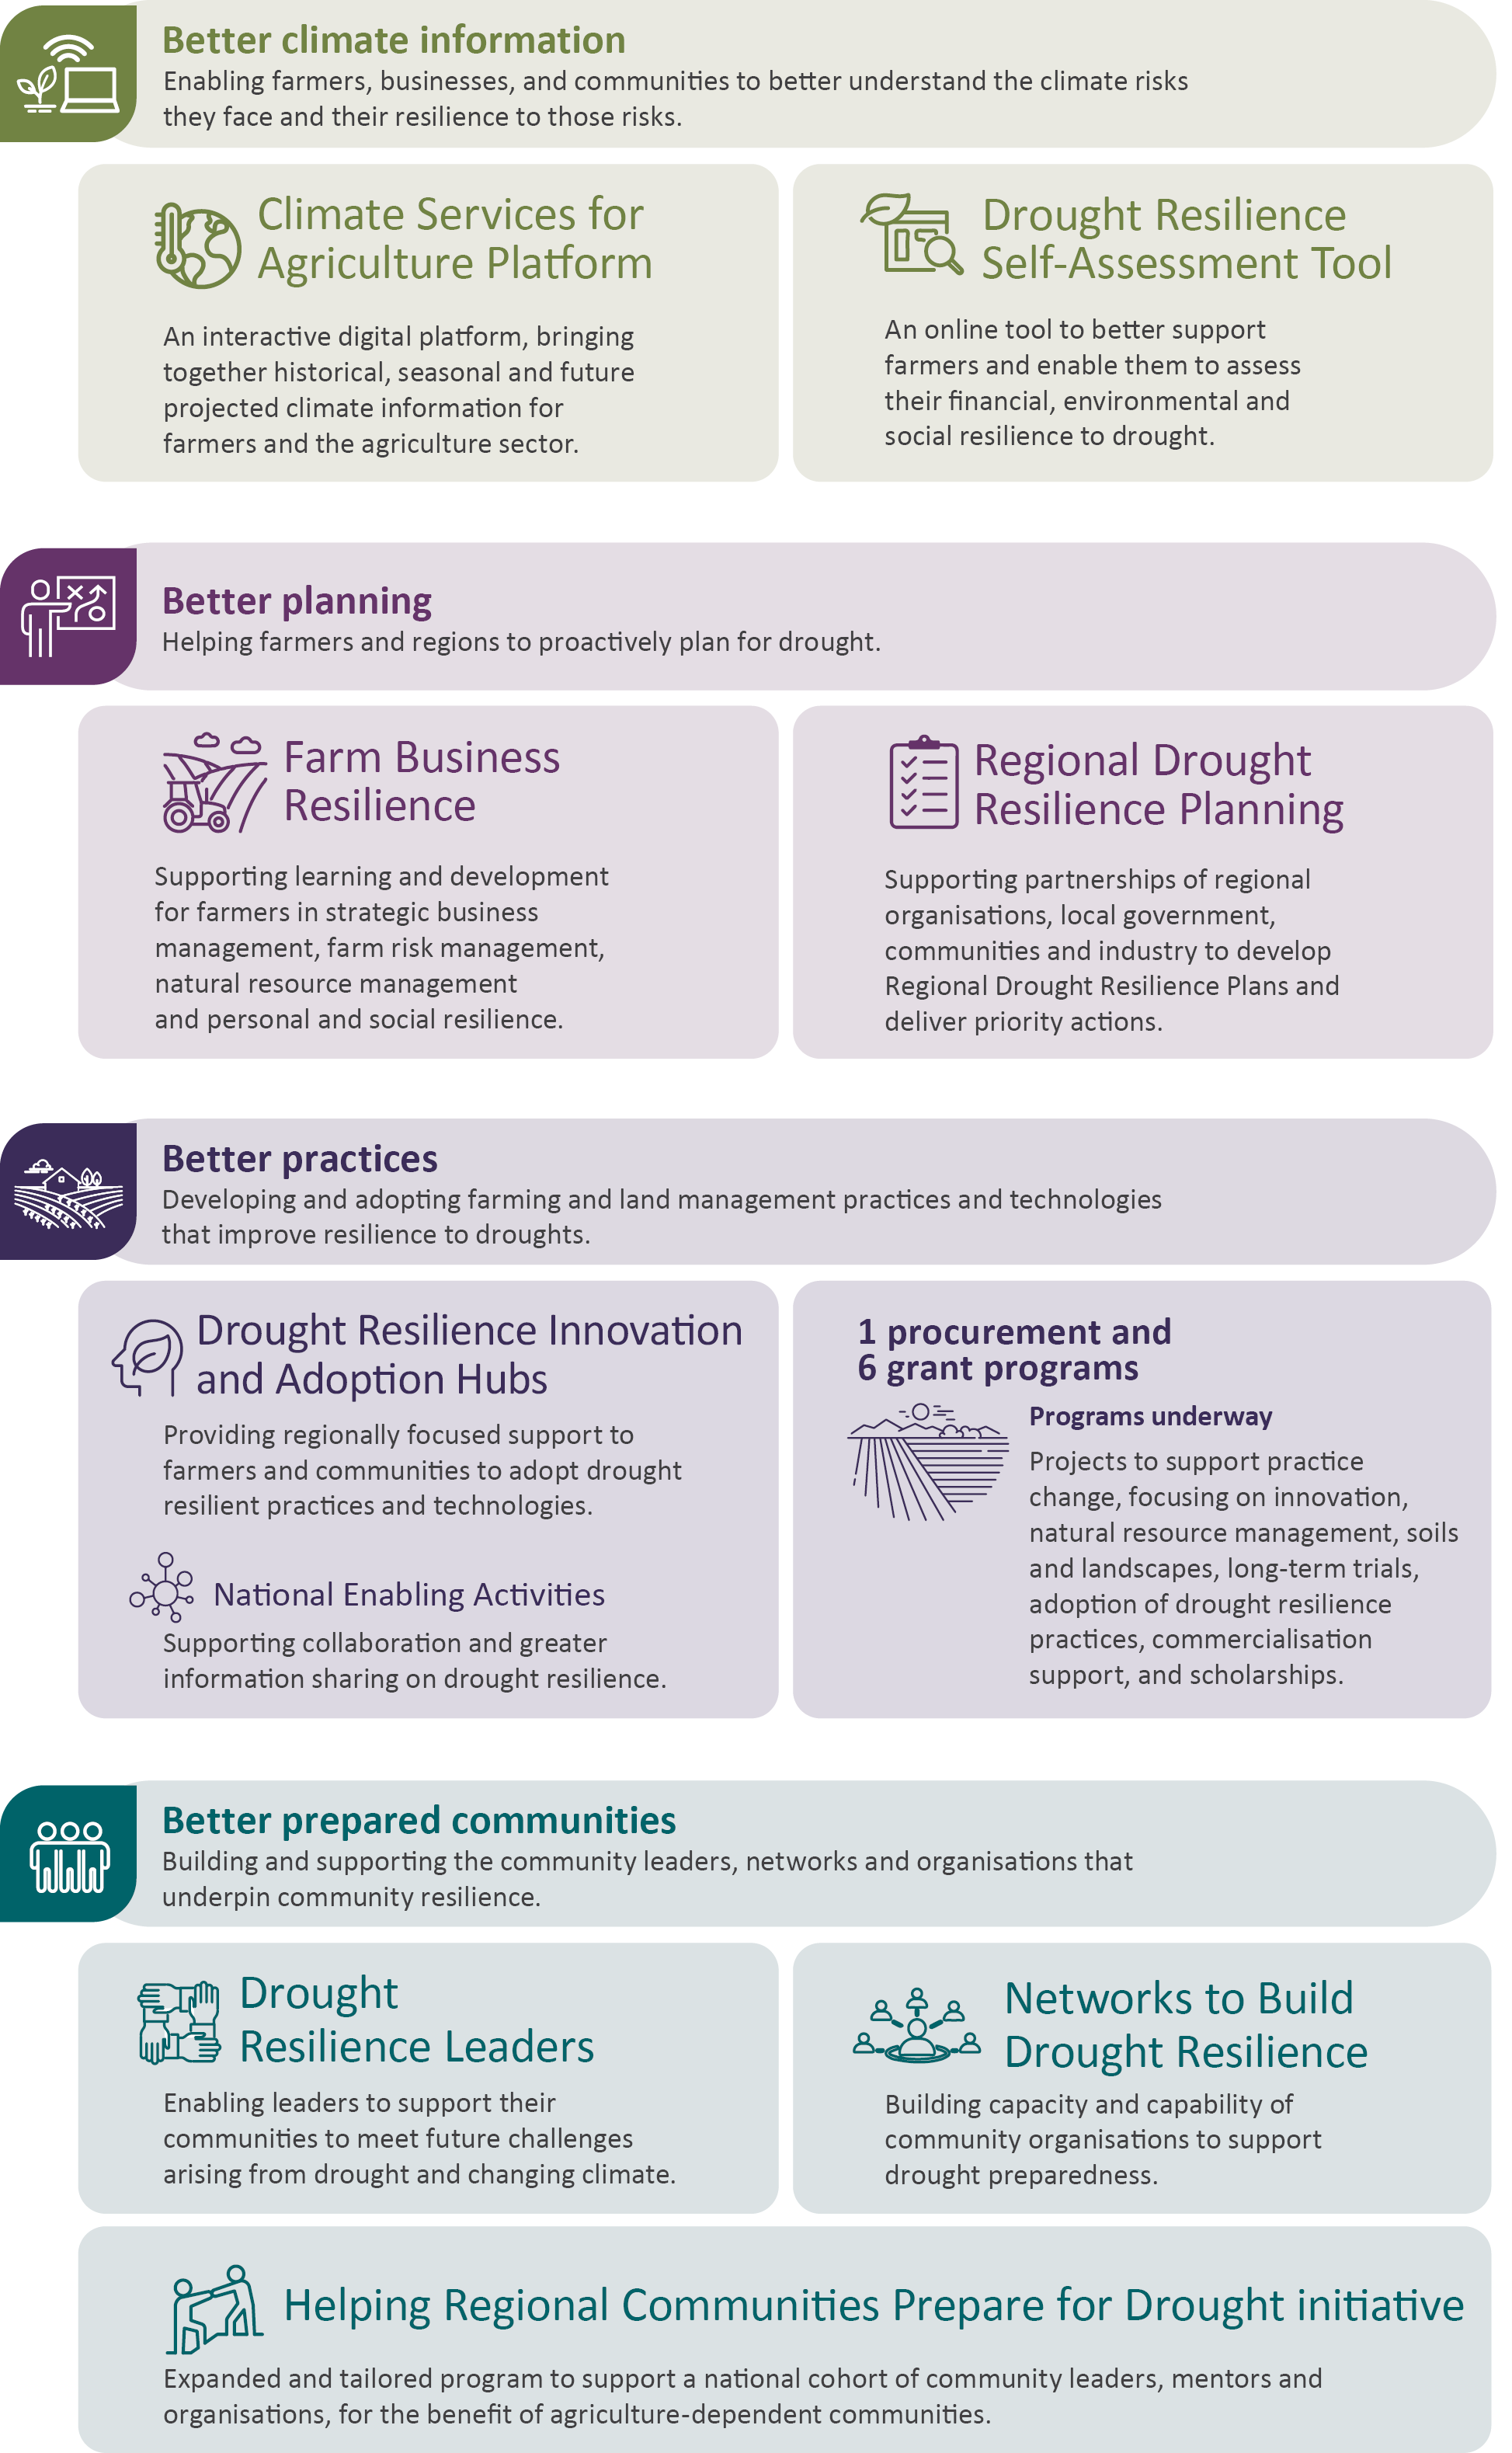 Better climate information
Enabling farmers, businesses, and communities to better understand the climate risks
they face and their resilience to those risks.
Climate Services for
Agriculture Platform
An interactive digital platform, bringing
together historical, seasonal and future
projected climate information for
farmers and the agriculture sector.
Drought Resilience
Self-Assessment Tool
An online tool to better support
farmers and enable them to assess
their financial, environmental and
social resilience to drought.
Better planning
Helping farmers and regions to proactively plan for drought.
Farm Business
Resilience
Supporting learning and development
for farmers in strategic business
management, farm risk management,
natural resource management
and personal and social resilience.
Regional Drought
Resilience Planning
Supporting partnerships of regional
organisations, local government,
communities and industry to develop
Regional Drought Resilience Plans and
deliver priority actions.
Better practices
Developing and adopting farming and land management practices and technologies
that improve resilience to droughts.
Drought Resilience Innovation
and Adoption Hubs
Providing regionally focused support to
farmers and communities to adopt drought
resilient practices and technologies.
National Enabling Activities
Supporting collaboration and greater
information sharing on drought resilience.
1 procurement and
6 grant programs
Programs underway
Projects to support practice
change, focusing on innovation,
natural resource management, soils
and landscapes, long-term trials,
adoption of drought resilience
practices, commercialisation
support, and scholarships.
Better prepared communities
Building and supporting the community leaders, networks and organisations that
underpin community resilience.
Drought
Resilience Leaders
Enabling leaders to support their
communities to meet future challenges
arising from drought and changing climate.
Networks to Build
Drought Resilience
Building capacity and capability of
community organisations to support
drought preparedness.
Helping Regional Communities Prepare for Drought initiative
Expanded and tailored program to support a national cohort of community leaders, mentors and
organisations, for the benefit of agriculture-dependent communities.